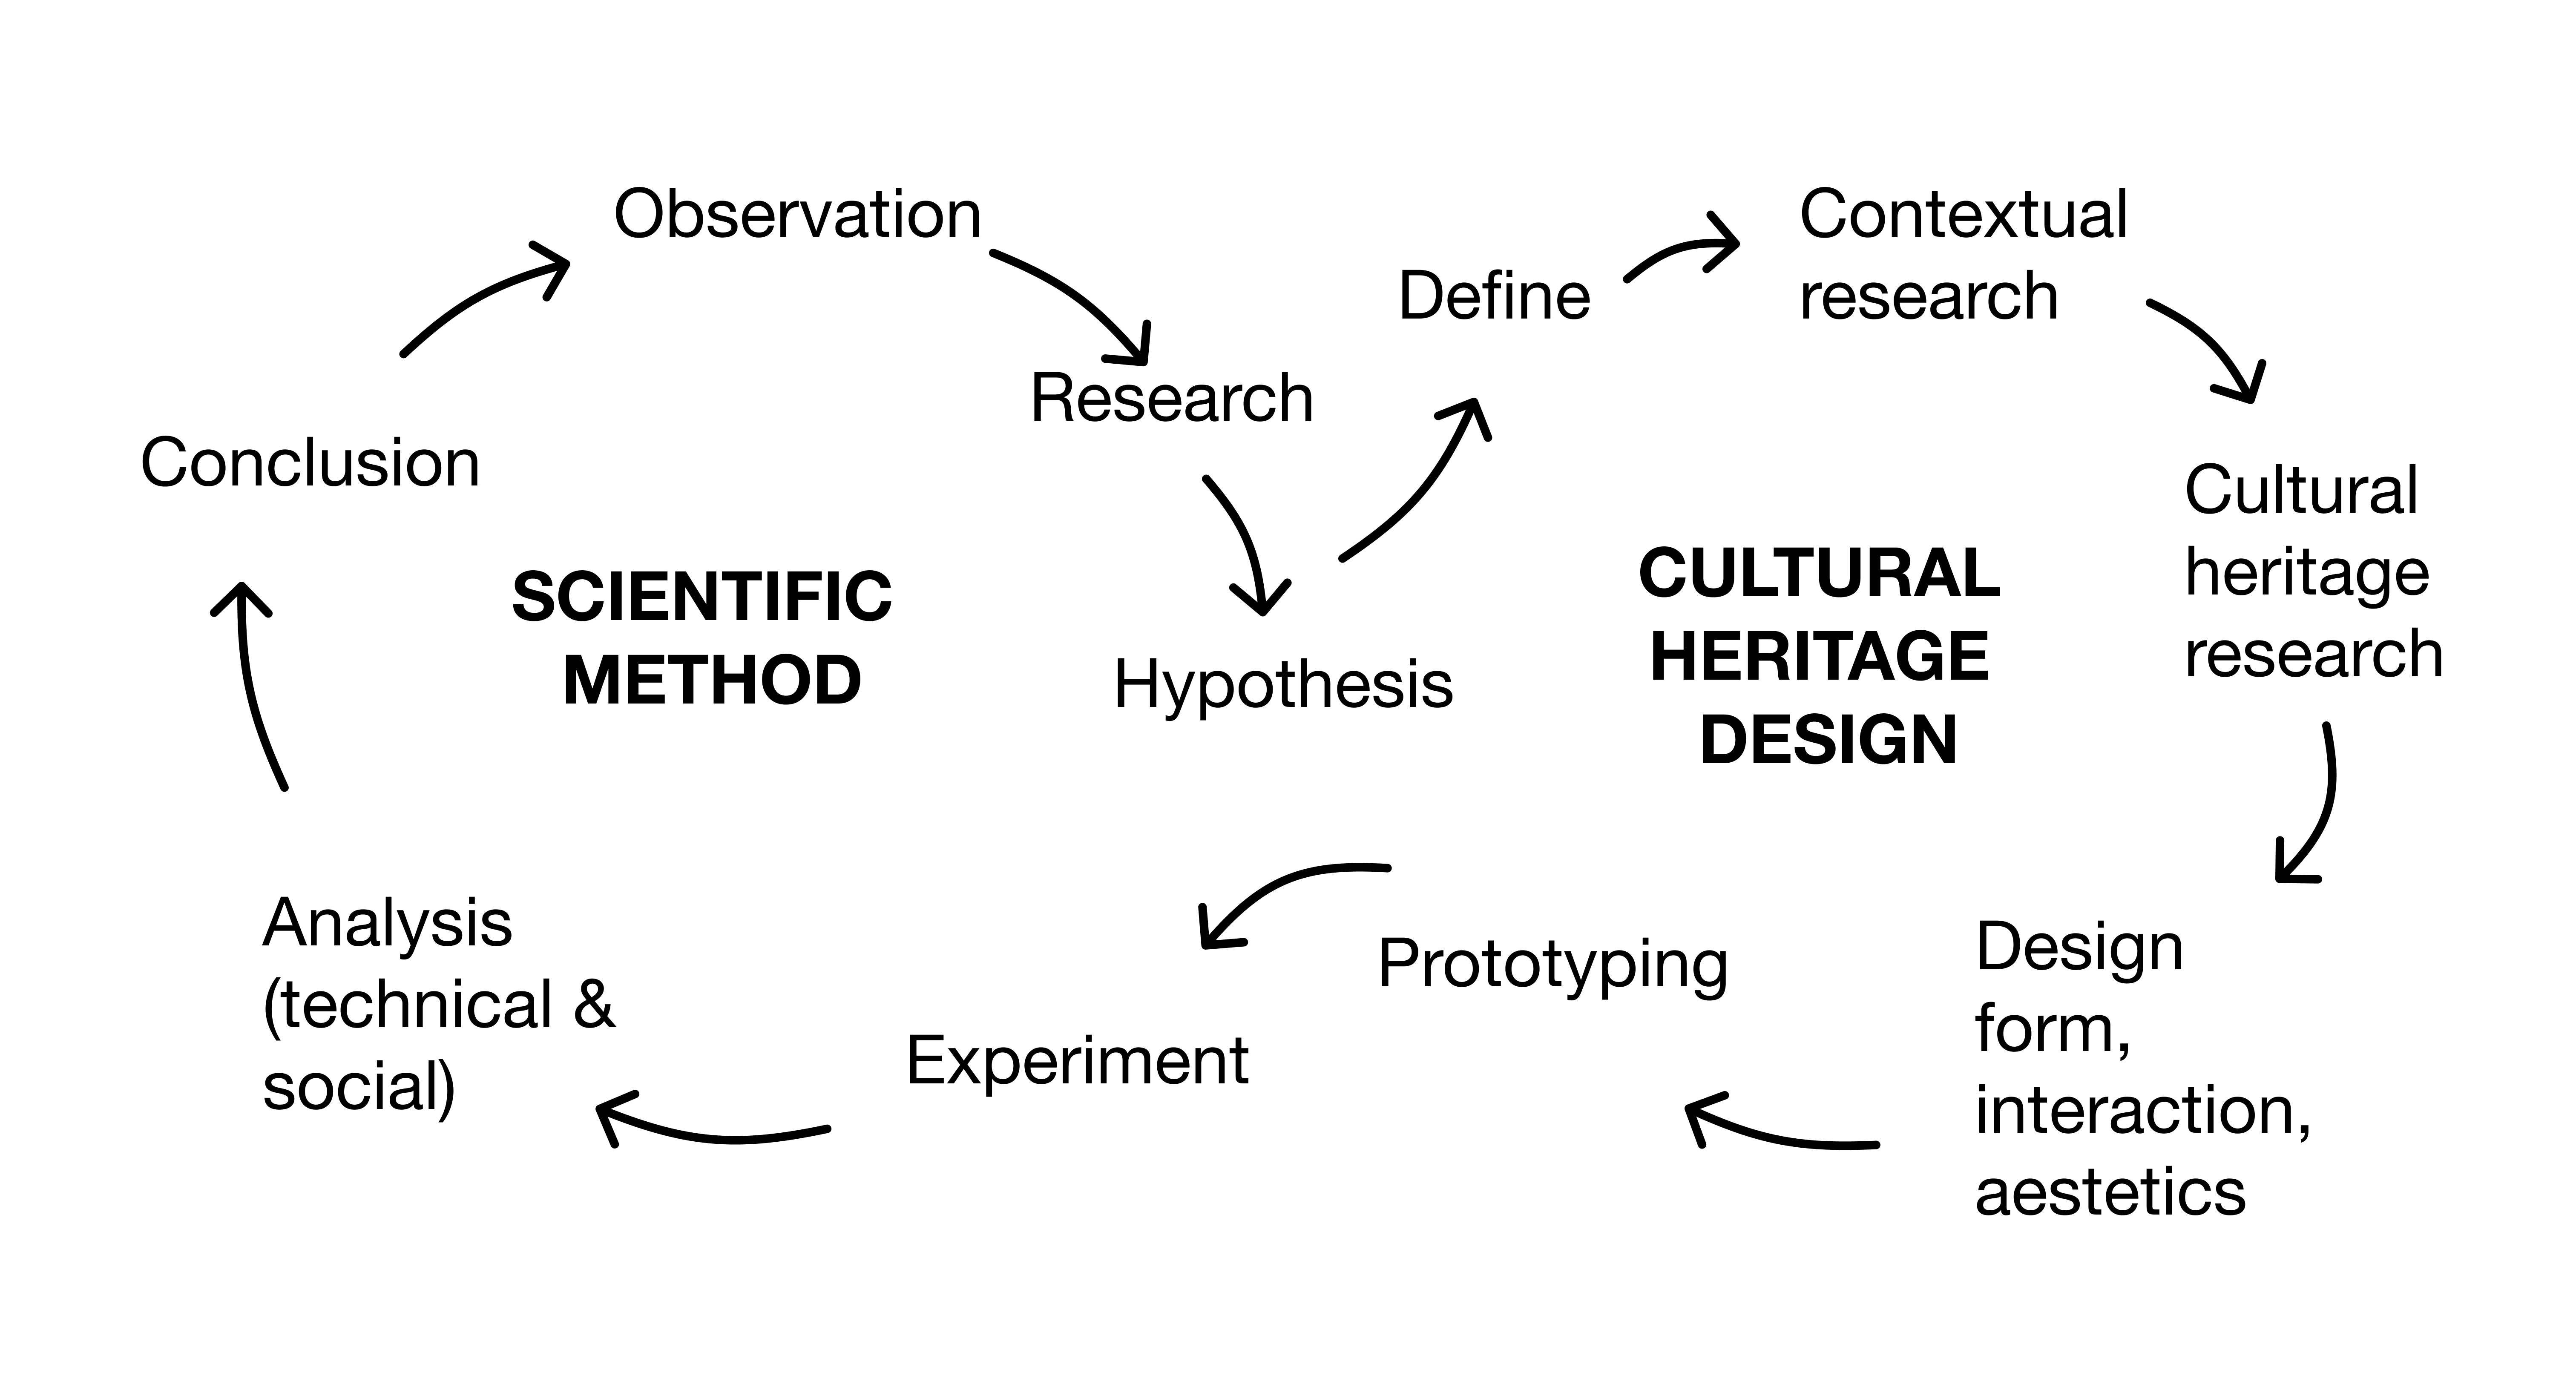 Observation
Research
Hypothesis
Define
Contextual
research
Cultural
heritage
research
Design
form,
interaction,
aestetics
Prototyping
Experiment
Analysis
(technical &
social)
Conclusion
SCIENTIFIC
METHOD
CULTURAL
HERITAGE
DESIGN